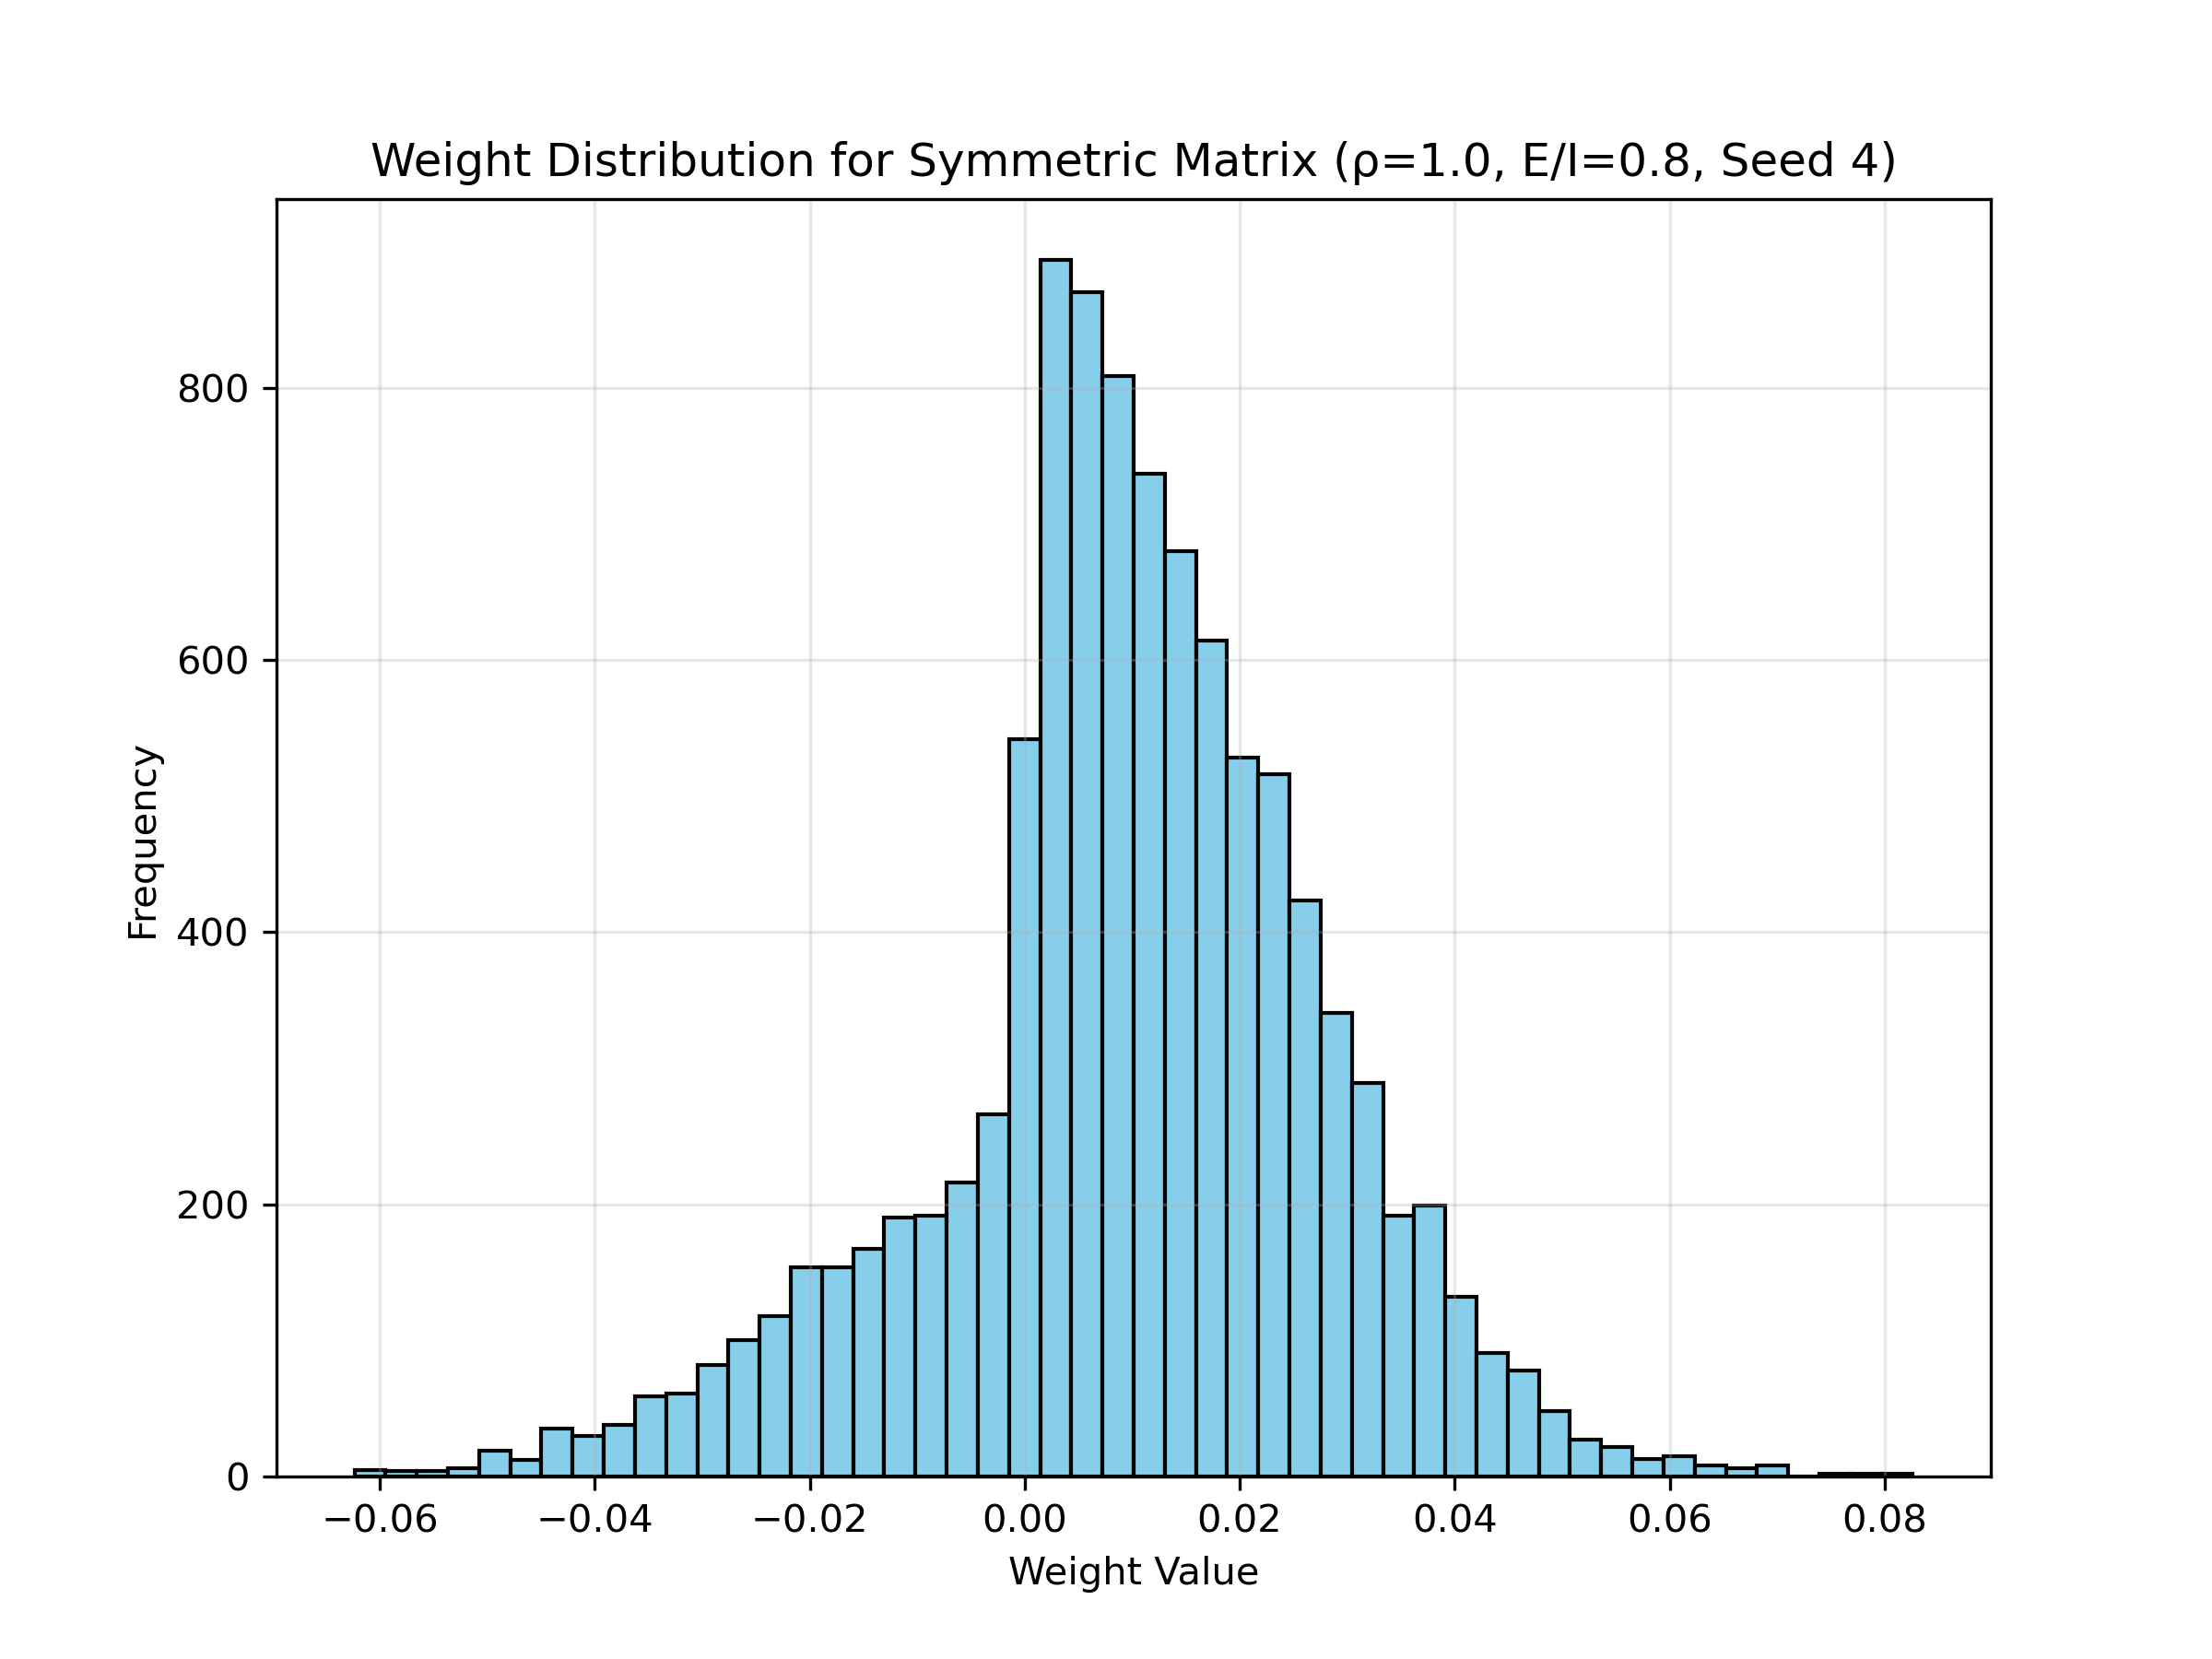 Weight Distribution for Symmetric Matrix (ρ=1.0, E/I=0.8, Seed 4)
Frequency
800
600
400
200
0
−0.06 −0.04 −0.02 0.00 0.02 0.04 0.06 0.08
Weight Value